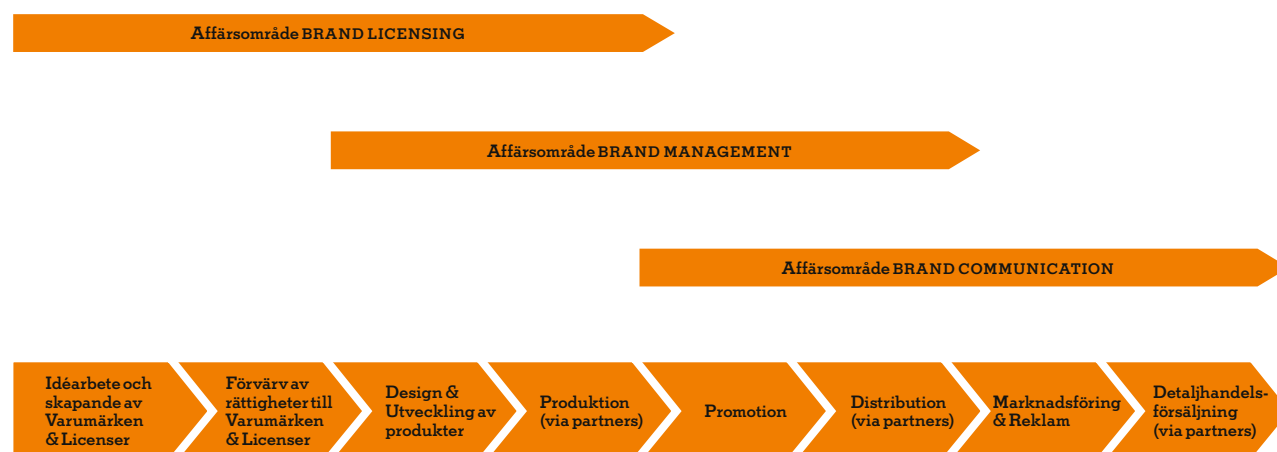 Affärsområde BRAND LICENSING
Affärsområde BRAND MANAGEMENT
Affärsområde BRAND COMMUNICATION
Idéarbete och
skapande av
Varumärken
& Licenser
Förvärv av
rättigheter till
Varumärken
& Licenser
Design &
Utveckling av
produkter
Produktion
(via partners)
Promotion
Distribution
(via partners)
Marknadsföring
& Reklam
Detaljhandels-
försäljning
(via partners)